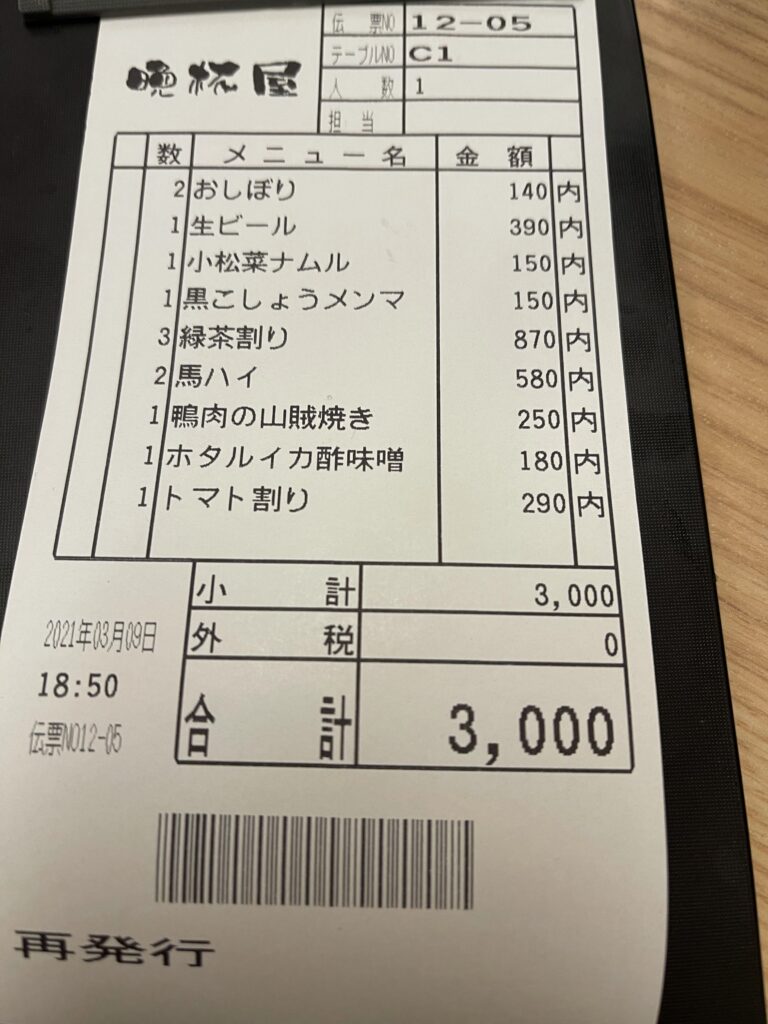 晩杯屋
伝票NO 12-05
テーブルNO C1
人数 1
担当
数 メニュー名 金額
2 おしぼり 140 内
1 生ビール 390 内
1 小松菜ナムル 150 内
1 黒こしょうメンマ 150 内
3 緑茶割り 870 内
2 馬ハイ 580 内
1 鴨肉の山賊焼き 250 内
1 ホタルイカ酢味噌 180 内
1 トマト割り 290 内
小計 3,000
外税 0
合計 3,000
2021年03月09日
18:50
伝票NO12-05
再発行